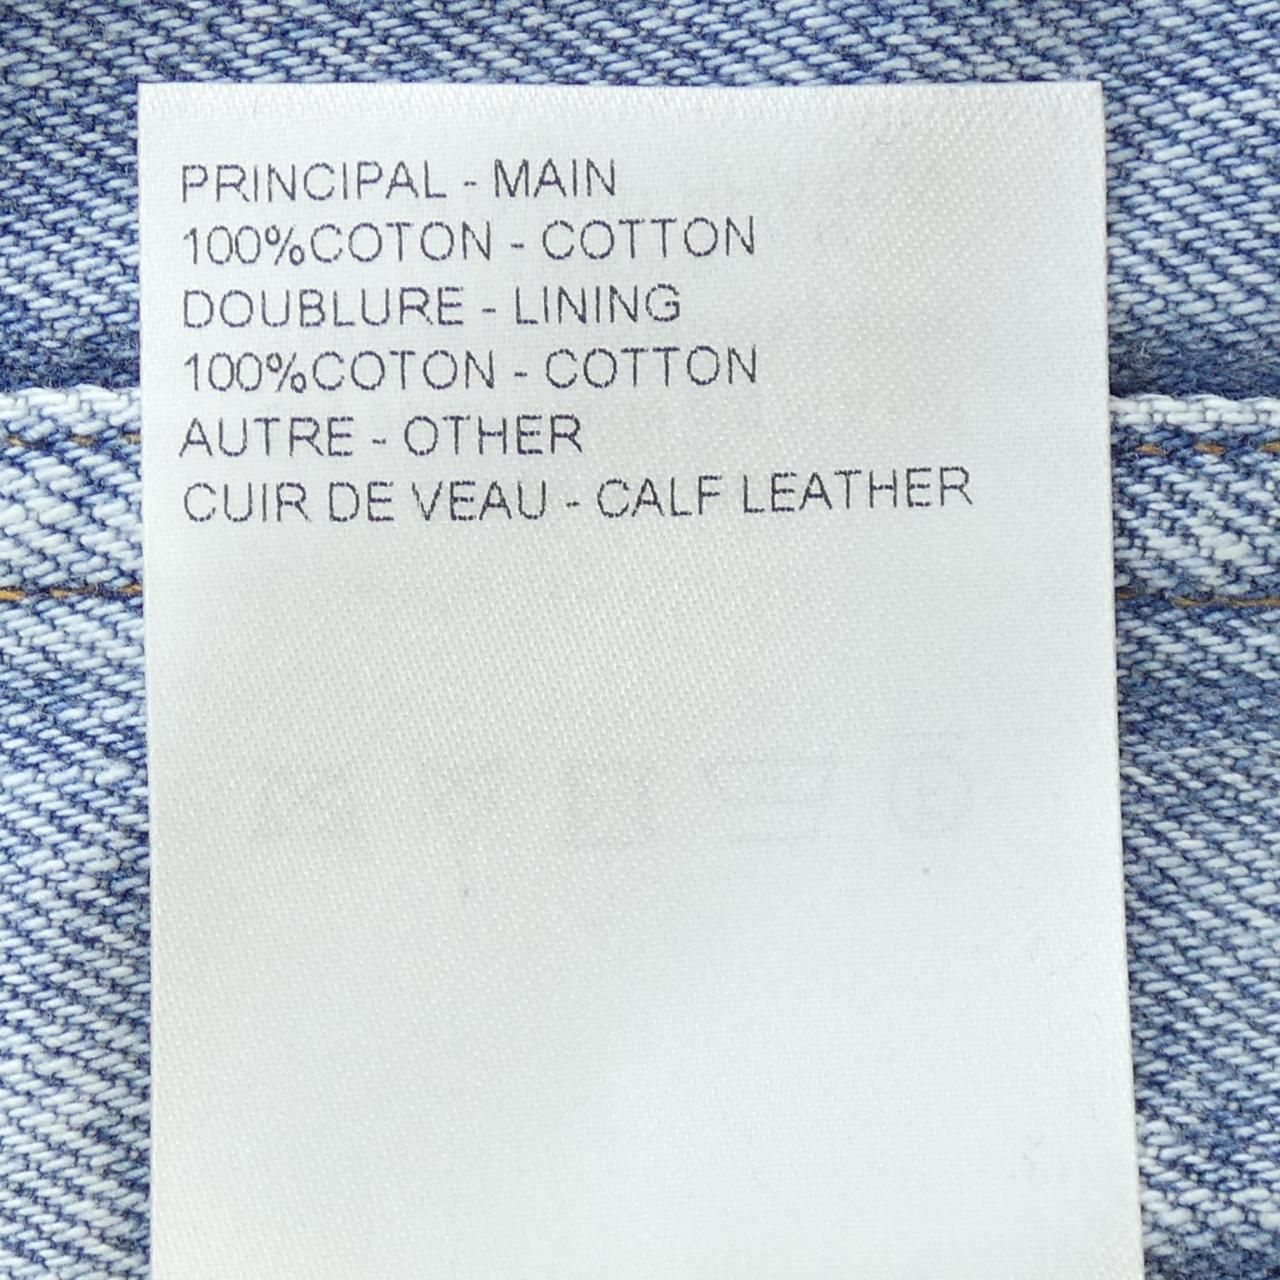 PRINCIPAL - MAIN
100%COTON - COTTON
DOUBLURE - LINING
100%COTON - COTTON
AUTRE - OTHER
CUIR DE VEAU - CALF LEATHER